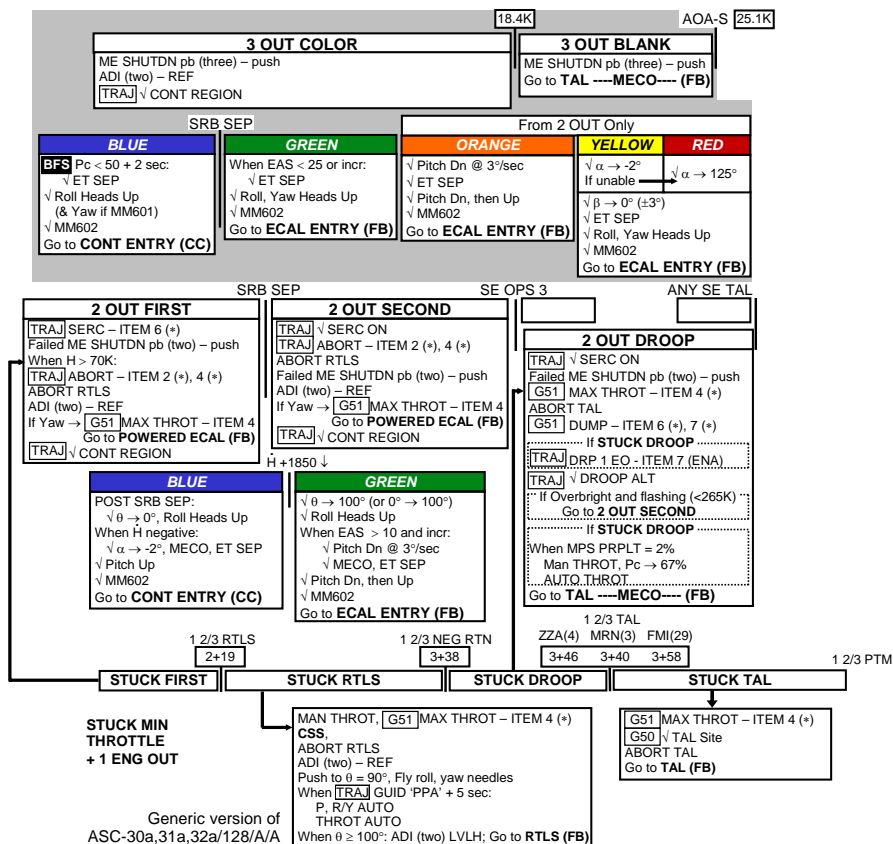 18.4K
AOA-S 25.1K
3 OUT COLOR
ME SHUTDN pb (three) – push
ADI (two) – REF
TRAJ √ CONT REGION
3 OUT BLANK
ME SHUTDN pb (three) – push
Go to TAL ----MECO---- (FB)
SRB SEP
BLUE
BFS Pc < 50 + 2 sec:
√ ET SEP
√ Roll Heads Up
(& Yaw if MM601)
√ MM602
Go to CONT ENTRY (CC)
GREEN
When EAS < 25 or incr:
√ ET SEP
√ Roll, Yaw Heads Up
√ MM602
Go to ECAL ENTRY (FB)
From 2 OUT Only
ORANGE
√ Pitch Dn @ 3°/sec
√ ET SEP
√ Pitch Dn, then Up
√ MM602
Go to ECAL ENTRY (FB)
YELLOW
√ α → -2°
If unable
RED
√ α → 125°
√ β → 0° (±3°)
√ ET SEP
√ Roll, Yaw Heads Up
√ MM602
Go to ECAL ENTRY (FB)
SRB SEP
SE OPS 3
ANY SE TAL
2 OUT FIRST
TRAJ SERC – ITEM 6 (*)
Failed ME SHUTDN pb (two) – push
When H > 70K:
TRAJ ABORT – ITEM 2 (*), 4 (*)
ABORT RTLS
ADI (two) – REF
If Yaw → G51 MAX THROT – ITEM 4
Go to POWERED ECAL (FB)
TRAJ √ CONT REGION
2 OUT SECOND
TRAJ √ SERC ON
TRAJ ABORT – ITEM 2 (*), 4 (*)
ABORT RTLS
Failed ME SHUTDN pb (two) – push
ADI (two) – REF
If Yaw → G51 MAX THROT – ITEM 4
Go to POWERED ECAL (FB)
TRAJ √ CONT REGION
2 OUT DROOP
TRAJ √ SERC ON
Failed ME SHUTDN pb (two) – push
G51 MAX THROT – ITEM 4 (*)
ABORT TAL
G51 DUMP – ITEM 6 (*), 7 (*)
If STUCK DROOP
TRAJ DRP 1 EO - ITEM 7 (ENA)
TRAJ √ DROOP ALT
If Overbright and flashing (<265K)
Go to 2 OUT SECOND
If STUCK DROOP
When MPS PRPLT = 2%
Man THROT, Pc → 67%
AUTO THROT
Go to TAL ----MECO---- (FB)
Ḣ +1850 ↓
BLUE
POST SRB SEP:
√ θ → 0°, Roll Heads Up
When Ḣ negative:
√ α → -2°, MECO, ET SEP
√ Pitch Up
√ MM602
Go to CONT ENTRY (CC)
GREEN
√ θ → 100° (or 0° → 100°)
√ Roll Heads Up
When EAS > 10 and incr:
√ Pitch Dn @ 3°/sec
√ MECO, ET SEP
√ Pitch Dn, then Up
√ MM602
Go to ECAL ENTRY (FB)
1 2/3 RTLS
2+19
1 2/3 NEG RTN
3+38
1 2/3 TAL
ZZA(4) MRN(3) FMI(29)
3+46 3+40 3+58
1 2/3 PTM
STUCK FIRST
STUCK RTLS
STUCK DROOP
STUCK TAL
STUCK MIN
THROTTLE
+ 1 ENG OUT
MAN THROT, G51 MAX THROT – ITEM 4 (*)
CSS,
ABORT RTLS
ADI (two) – REF
Push to θ = 90°, Fly roll, yaw needles
When TRAJ GUID 'PPA' + 5 sec:
P, R/Y AUTO
THROT AUTO
When θ ≥ 100°: ADI (two) LVLH; Go to RTLS (FB)
G51 MAX THROT – ITEM 4 (*)
G50 √ TAL Site
ABORT TAL
Go to TAL (FB)
Generic version of
ASC-30a,31a,32a/128/A/A